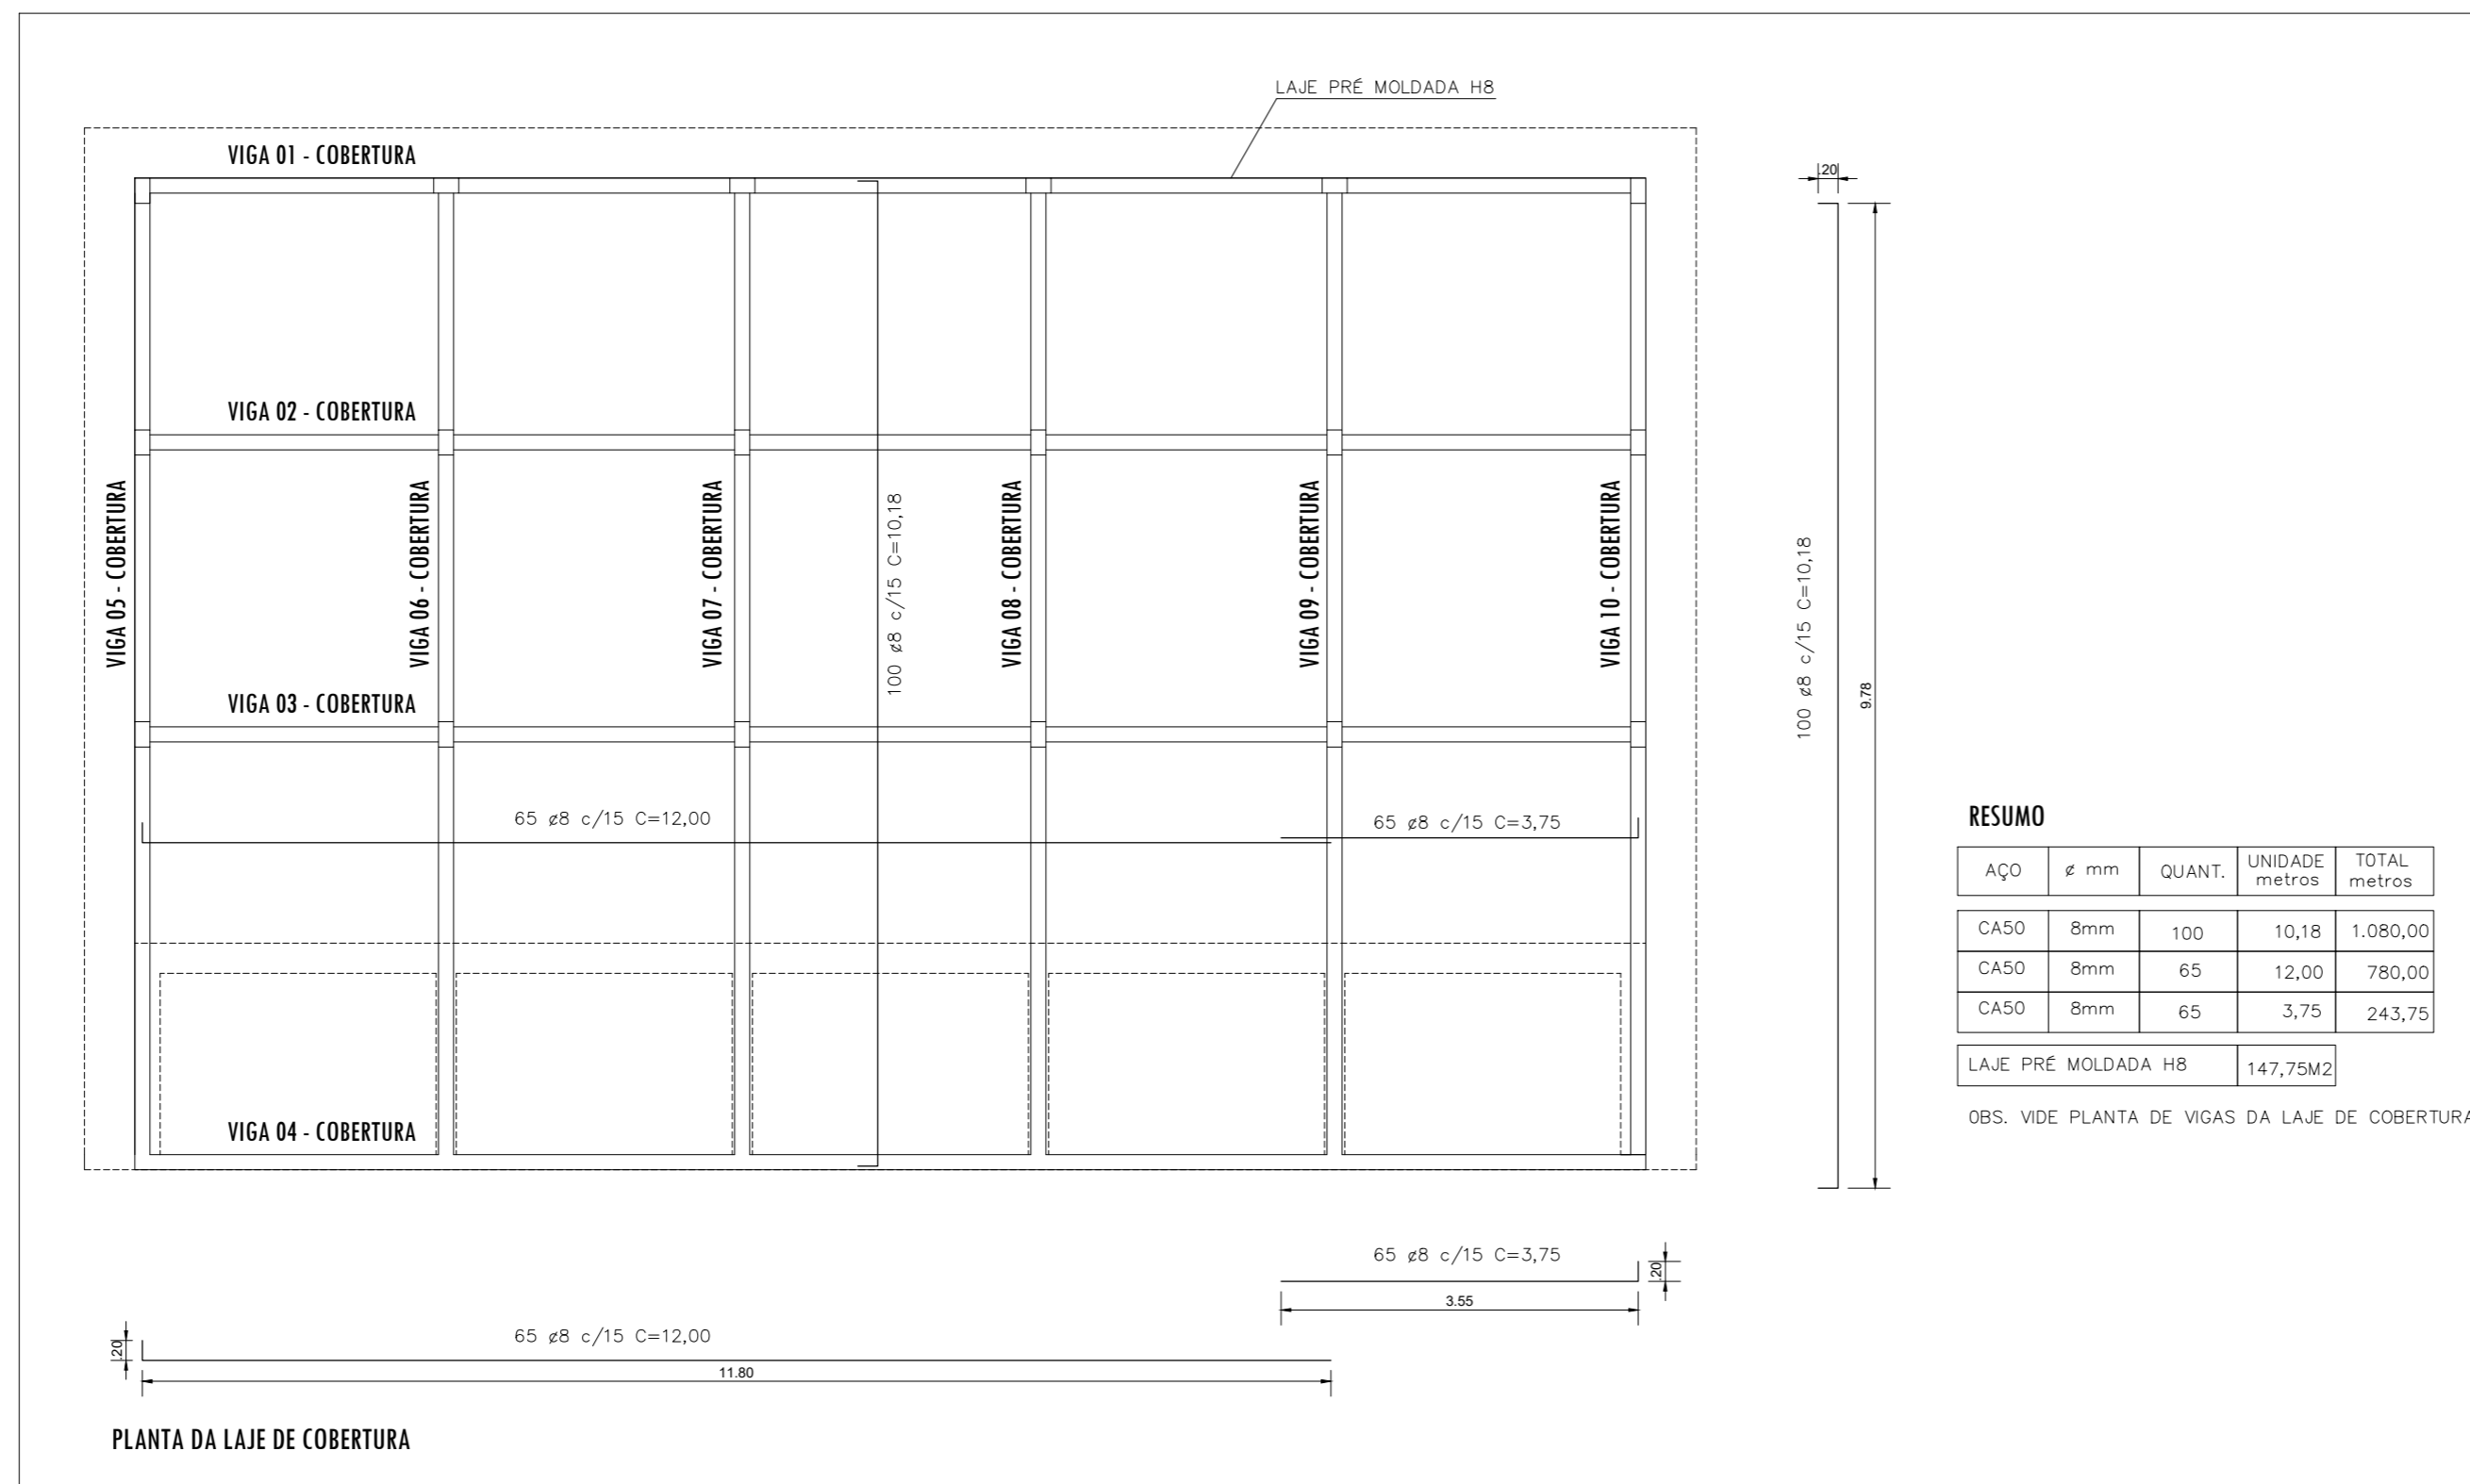 LAJE PRÉ MOLDADA H8
VIGA 01 - COBERTURA
.20
VIGA 02 - COBERTURA
VIGA 05 - COBERTURA
VIGA 06 - COBERTURA
VIGA 07 - COBERTURA
100 ø8 c/15 C=10,18
VIGA 08 - COBERTURA
VIGA 09 - COBERTURA
VIGA 10 - COBERTURA
100 ø8 c/15 C=10,18
9.78
VIGA 03 - COBERTURA
65 ø8 c/15 C=12,00
65 ø8 c/15 C=3,75
VIGA 04 - COBERTURA
RESUMO
AÇO ø mm QUANT. UNIDADE metros TOTAL metros
CA50 8mm 100 10,18 1.080,00
CA50 8mm 65 12,00 780,00
CA50 8mm 65 3,75 243,75
LAJE PRÉ MOLDADA H8 147,75M2
OBS. VIDE PLANTA DE VIGAS DA LAJE DE COBERTURA
65 ø8 c/15 C=3,75
.20
3.55
65 ø8 c/15 C=12,00
.20
11.80
PLANTA DA LAJE DE COBERTURA